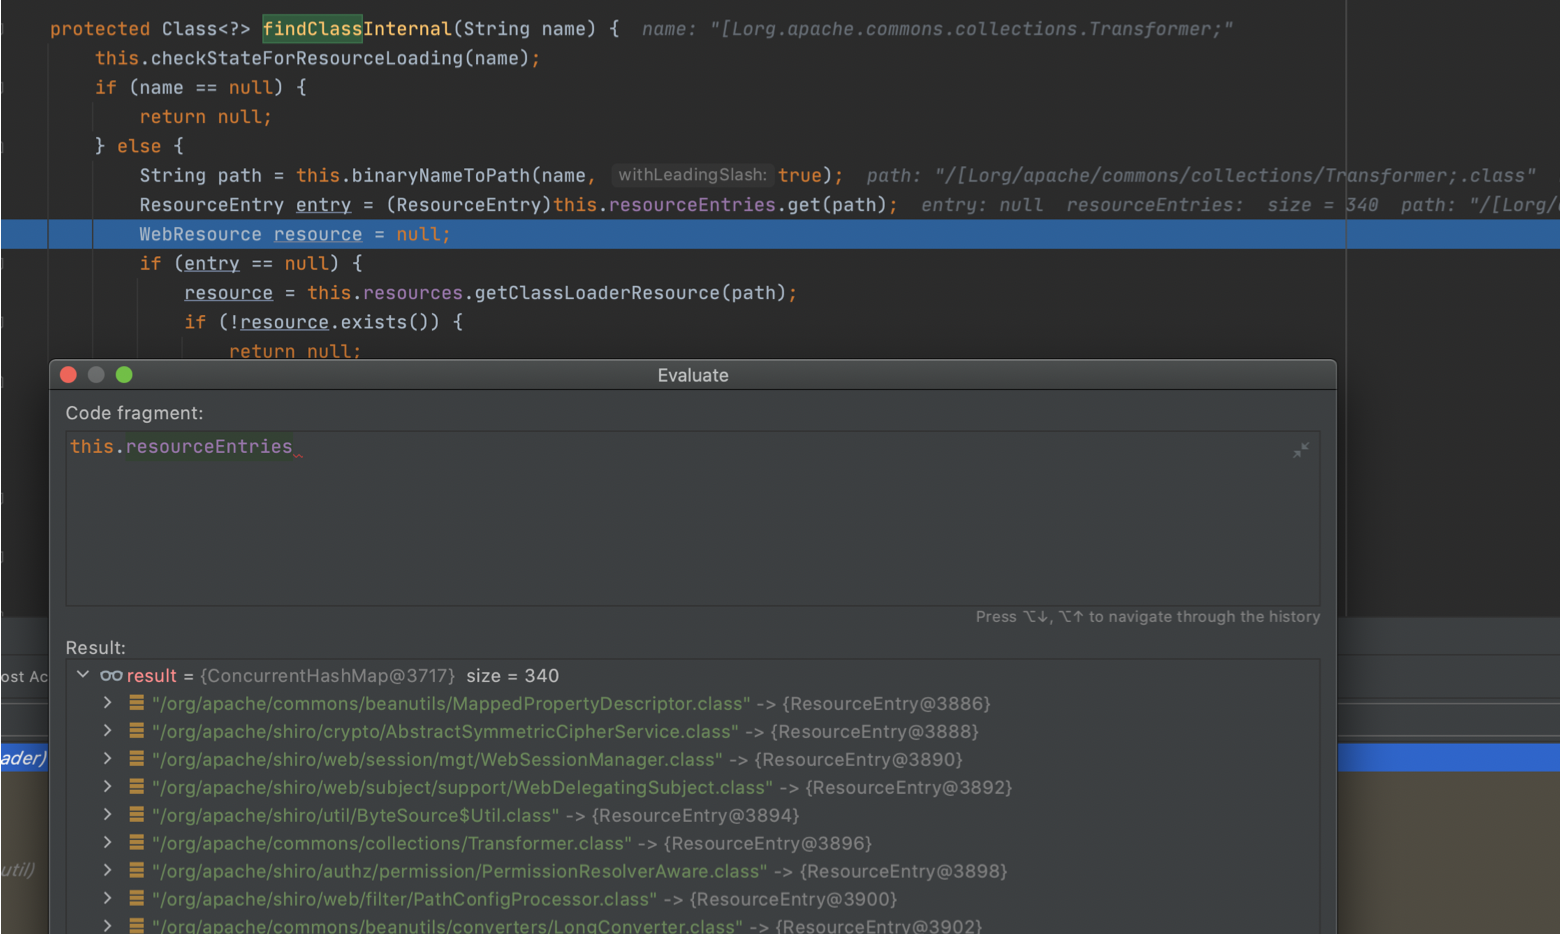 protected Class<?> findClassInternal(String name) {  name: "[Lorg.apache.commons.collections.Transformer;"
this.checkStateForResourceLoading(name);
if (name == null) {
return null;
} else {
String path = this.binaryNameToPath(name, withLeadingSlash: true);  path: "/[Lorg/apache/commons/collections/Transformer;.class"
ResourceEntry entry = (ResourceEntry)this.resourceEntries.get(path);  entry: null  resourceEntries:  size = 340  path: "/[Lorg/
WebResource resource = null;
if (entry == null) {
resource = this.resources.getClassLoaderResource(path);
if (!resource.exists()) {
return null;
Evaluate
Code fragment:
this.resourceEntries
Press ⌥↓, ⌥↑ to navigate through the history
Result:
ost Ac
result = {ConcurrentHashMap@3717}  size = 340
"/org/apache/commons/beanutils/MappedPropertyDescriptor.class" -> {ResourceEntry@3886}
"/org/apache/shiro/crypto/AbstractSymmetricCipherService.class" -> {ResourceEntry@3888}
ader)
"/org/apache/shiro/web/session/mgt/WebSessionManager.class" -> {ResourceEntry@3890}
"/org/apache/shiro/web/subject/support/WebDelegatingSubject.class" -> {ResourceEntry@3892}
"/org/apache/shiro/util/ByteSource$Util.class" -> {ResourceEntry@3894}
"/org/apache/commons/collections/Transformer.class" -> {ResourceEntry@3896}
util)
"/org/apache/shiro/authz/permission/PermissionResolverAware.class" -> {ResourceEntry@3898}
"/org/apache/shiro/web/filter/PathConfigProcessor.class" -> {ResourceEntry@3900}
"/org/apache/commons/beanutils/converters/LongConverter.class" -> {ResourceEntry@3902}